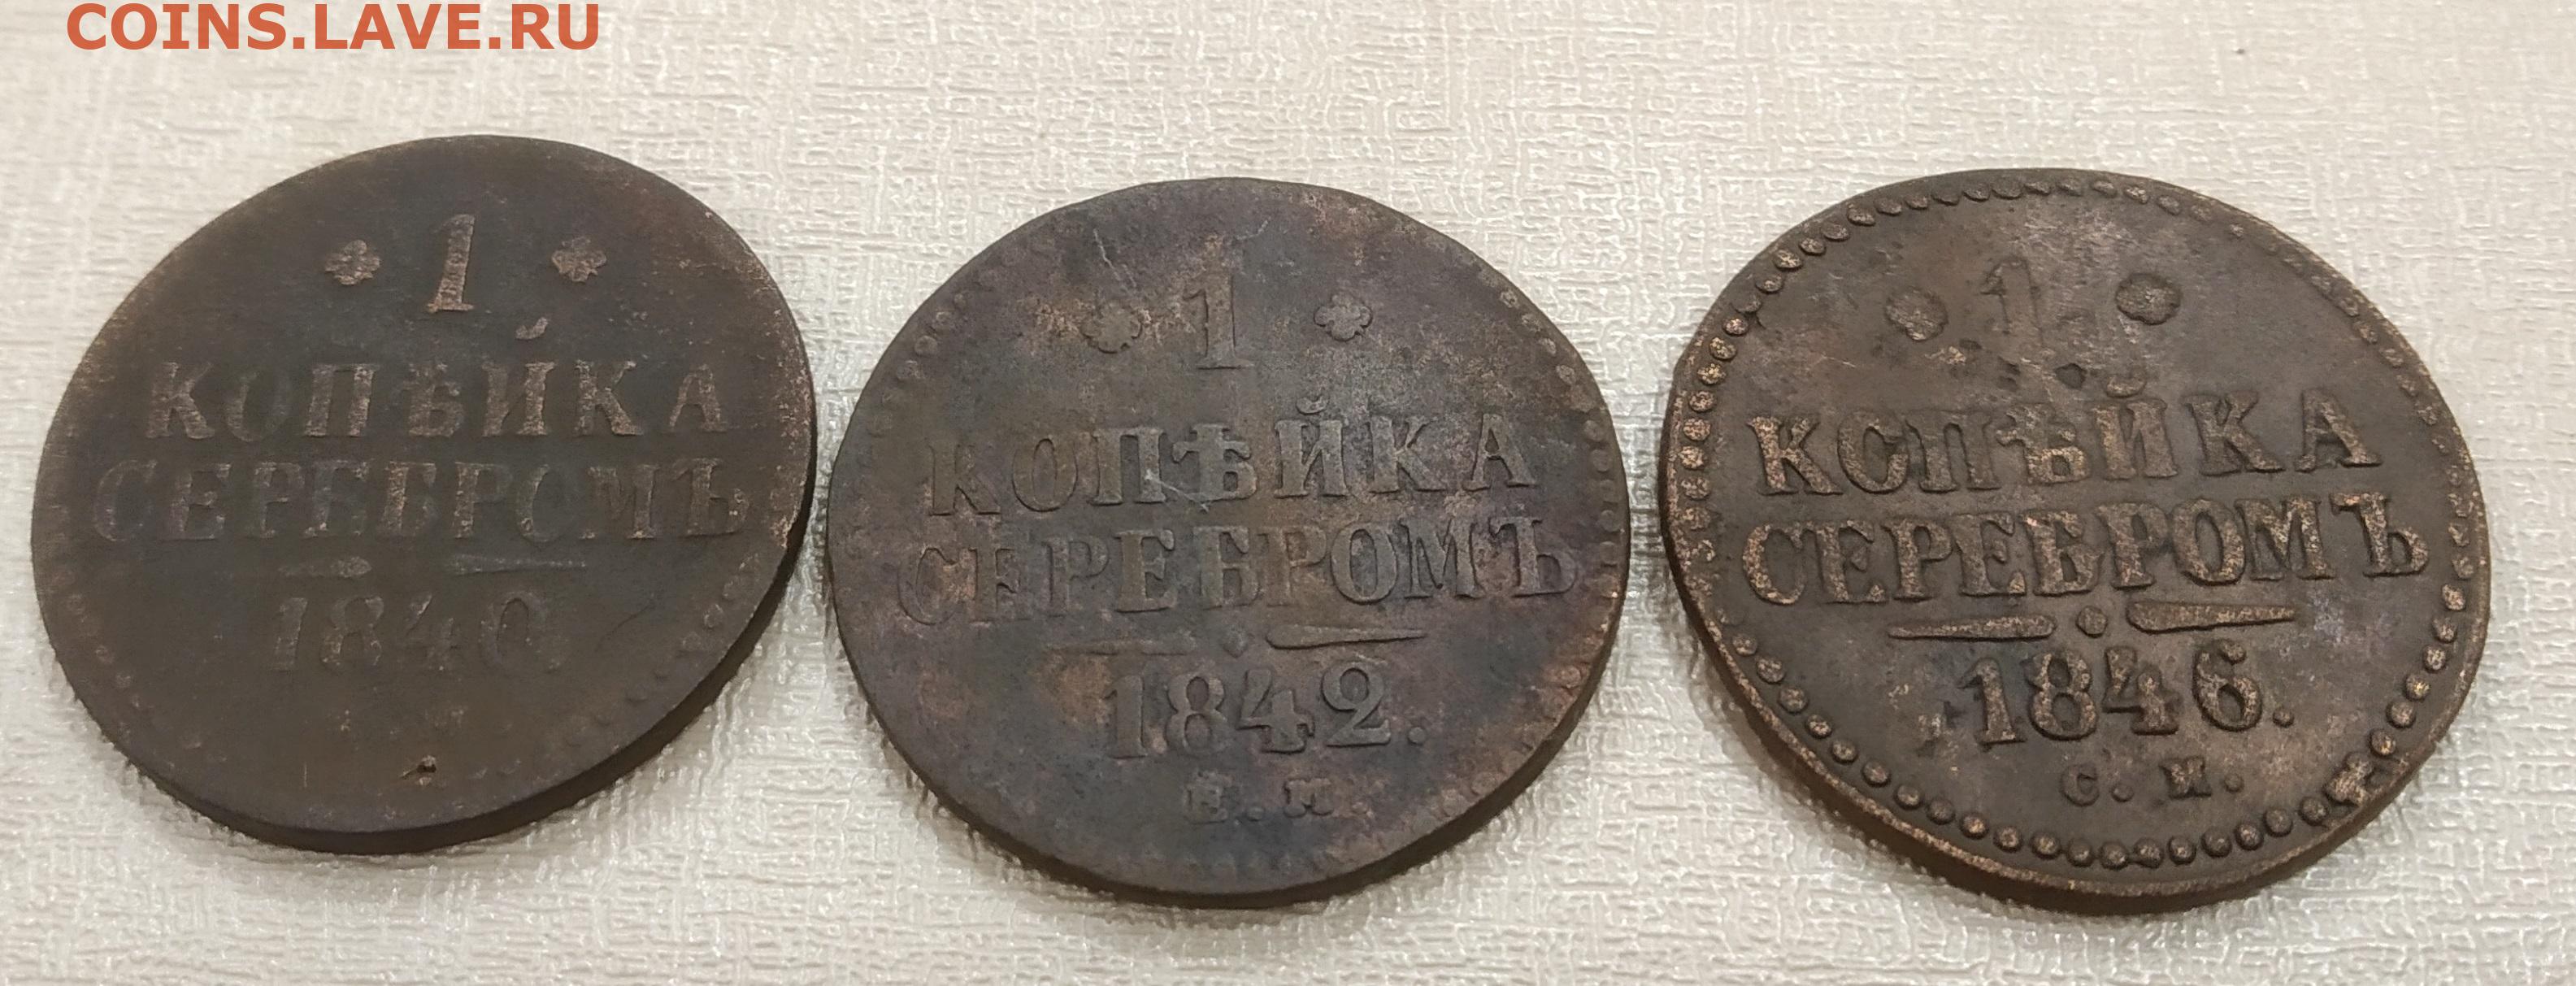 COINS.LAVE.RU
1
КОПѢЙКА
СЕРЕБРОМЪ
1840
1
КОПѢЙКА
СЕРЕБРОМЪ
1842.
Е.М
1
КОПѢЙКА
СЕРЕБРОМЪ
1846.
С.М.